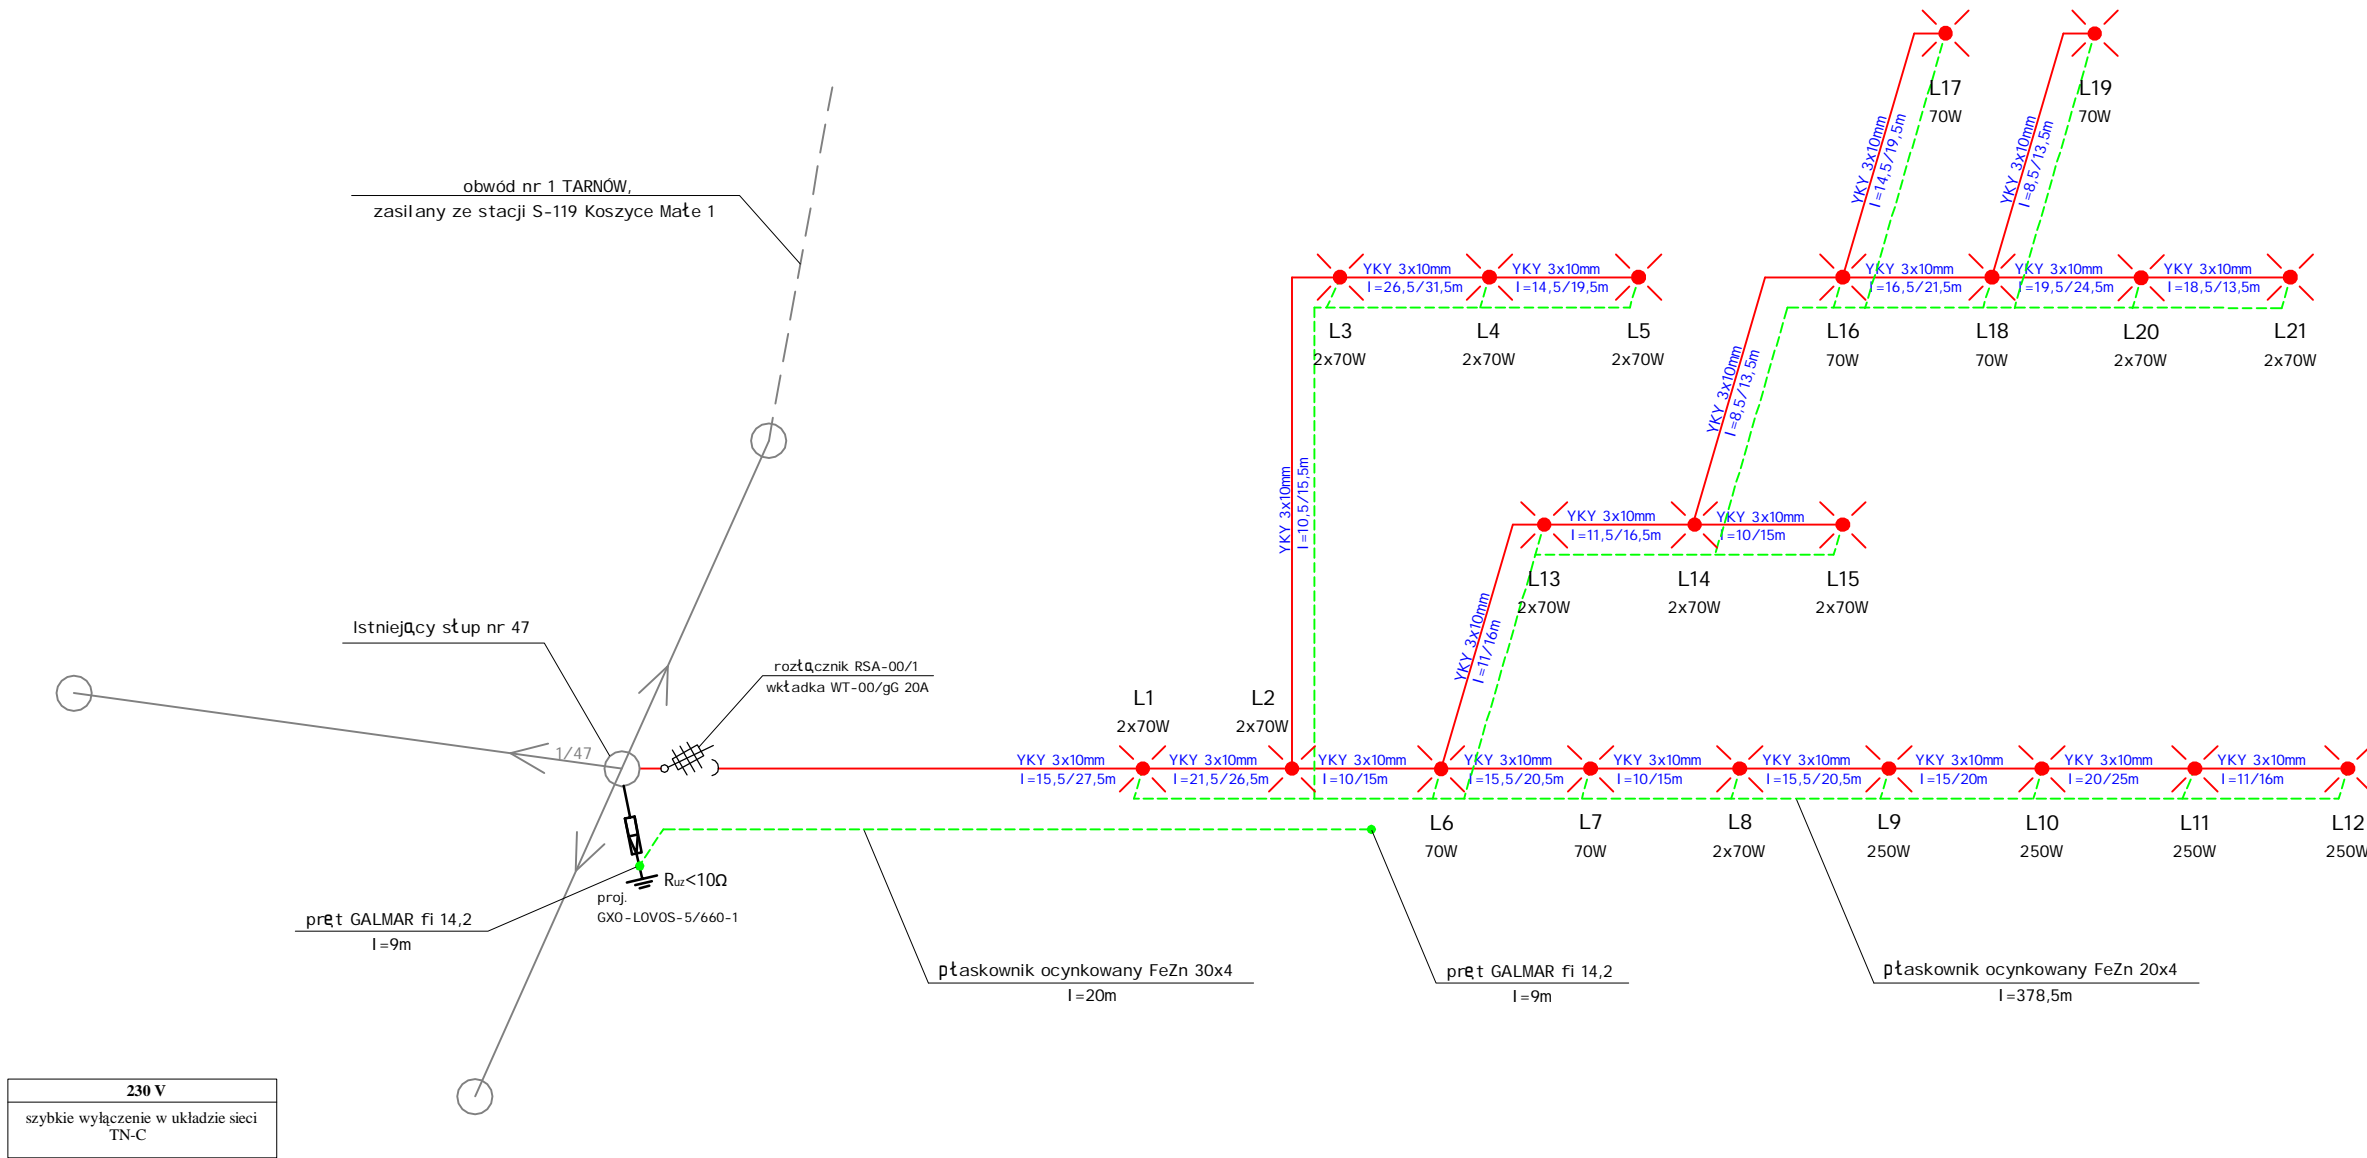 L17
70W
L19
70W
YKY 3x10mm
l=14,5/19,5m
YKY 3x10mm
l=8,5/13,5m
obwód nr 1 TARNÓW,
zasilany ze stacji S-119 Koszyce Małe 1
YKY 3x10mm
l=26,5/31,5m
YKY 3x10mm
l=14,5/19,5m
YKY 3x10mm
l=16,5/21,5m
YKY 3x10mm
l=19,5/24,5m
YKY 3x10mm
l=18,5/13,5m
L3
2x70W
L4
2x70W
L5
2x70W
L16
70W
L18
70W
L20
2x70W
L21
2x70W
YKY 3x10mm
l=8,5/13,5m
YKY 3x10mm
l=10,5/15,5m
YKY 3x10mm
l=11,5/16,5m
YKY 3x10mm
l=10/15m
L13
2x70W
L14
2x70W
L15
2x70W
YKY 3x10mm
l=11/16m
Istniejący słup nr 47
rozłącznik RSA-00/1
wkładka WT-00/gG 20A
L1
2x70W
L2
2x70W
1/47
YKY 3x10mm
l=15,5/27,5m
YKY 3x10mm
l=21,5/26,5m
YKY 3x10mm
l=10/15m
YKY 3x10mm
l=15,5/20,5m
YKY 3x10mm
l=10/15m
YKY 3x10mm
l=15,5/20,5m
YKY 3x10mm
l=15/20m
YKY 3x10mm
l=20/25m
YKY 3x10mm
l=11/16m
L6
70W
L7
70W
L8
2x70W
L9
250W
L10
250W
L11
250W
L12
250W
Ruz<10Ω
proj.
GXO-LOVOS-5/660-1
pręt GALMAR fi 14,2
l=9m
płaskownik ocynkowany FeZn 30x4
l=20m
pręt GALMAR fi 14,2
l=9m
płaskownik ocynkowany FeZn 20x4
l=378,5m
230 V
szybkie wyłączenie w układzie sieci
TN-C